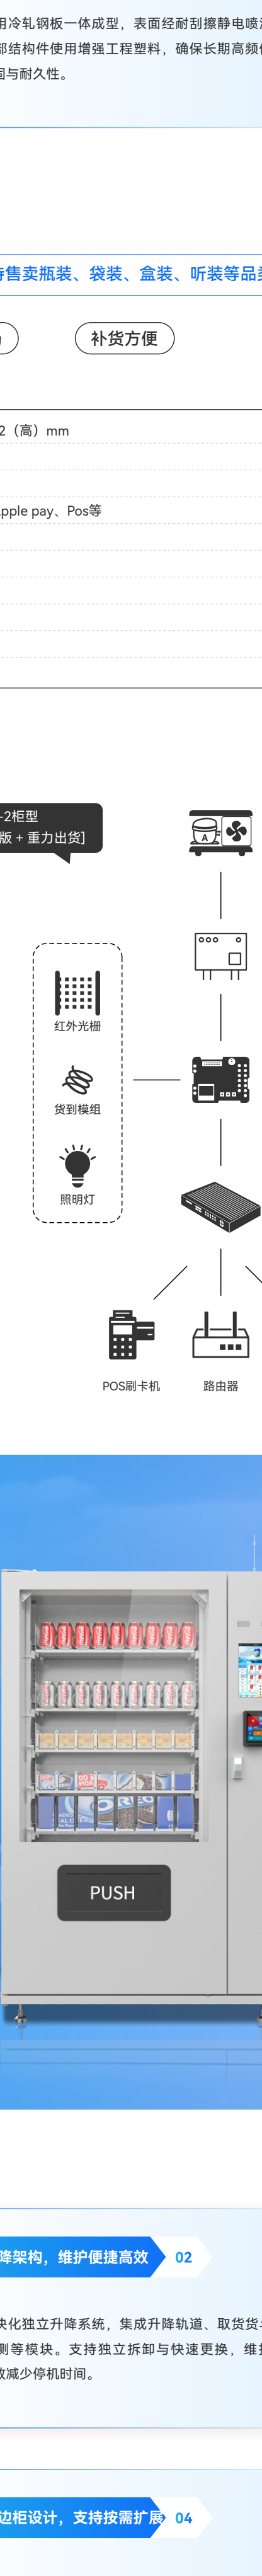 用冷轧钢板一体成型，表面经耐刮擦静电喷
部结构件使用增强工程塑料，确保长期高频
固与耐久性。
售卖瓶装、袋装、盒装、听装等品
补货方便
2（高）mm
Apple pay、Pos等
-2柜型
版 + 重力出货]
红外光栅
货到模组
照明灯
POS刷卡机
路由器
PUSH
降架构，维护便捷高效 02
块化独立升降系统，集成升降轨道、取货货
测等模块。支持独立拆卸与快速更换，维
减少停机时间。
边柜设计，支持按需扩展 04